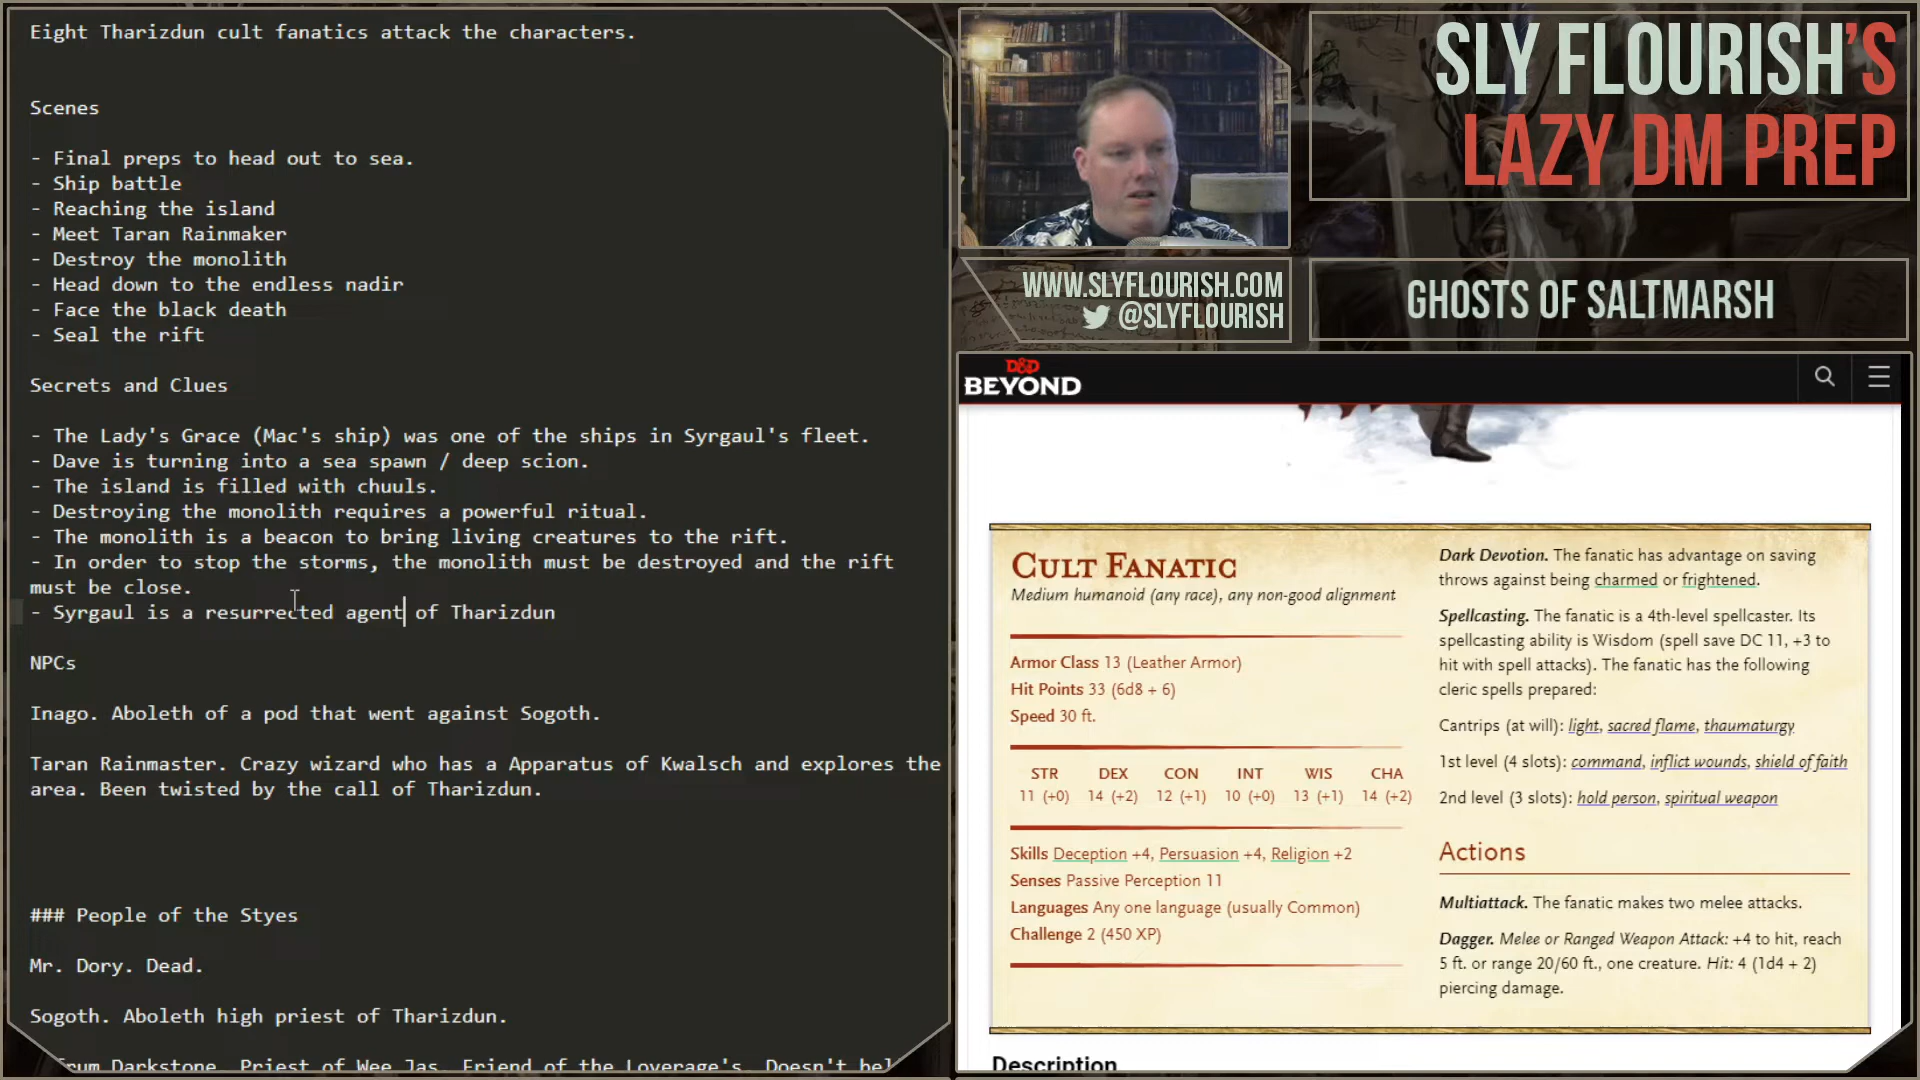 Eight Tharizdun cult fanatics attack the characters.
Scenes
- Final preps to head out to sea.
- Ship battle
- Reaching the island
- Meet Taran Rainmaker
- Destroy the monolith
- Head down to the endless nadir
- Face the black death
- Seal the rift
Secrets and Clues
- The Lady's Grace (Mac's ship) was one of the ships in Syrgaul's fleet.
- Dave is turning into a sea spawn / deep scion.
- The island is filled with chuuls.
- Destroying the monolith requires a powerful ritual.
- The monolith is a beacon to bring living creatures to the rift.
- In order to stop the storms, the monolith must be destroyed and the rift
must be close.
- Syrgaul is a resurrected agent of Tharizdun
NPCs
Inago. Aboleth of a pod that went against Sogoth.
Taran Rainmaster. Crazy wizard who has a Apparatus of Kwalsch and explores the
area. Been twisted by the call of Tharizdun.
### People of the Styes
Mr. Dory. Dead.
Sogoth. Aboleth high priest of Tharizdun.
Darkstone. Priest of Wee Jas. Friend of the Loverage's. Doesn't
WWW.SLYFLOURISH.COM
@SLYFLOURISH
SLY FLOURISH'S
LAZY DM PREP
GHOSTS OF SALTMARSH
D&D
BEYOND
CULT FANATIC
Medium humanoid (any race), any non-good alignment
Armor Class 13 (Leather Armor)
Hit Points 33 (6d8 + 6)
Speed 30 ft.
STR DEX CON INT WIS CHA
11 (+0) 14 (+2) 12 (+1) 10 (+0) 13 (+1) 14 (+2)
Skills Deception +4, Persuasion +4, Religion +2
Senses Passive Perception 11
Languages Any one language (usually Common)
Challenge 2 (450 XP)
Dark Devotion. The fanatic has advantage on saving
throws against being charmed or frightened.
Spellcasting. The fanatic is a 4th-level spellcaster. Its
spellcasting ability is Wisdom (spell save DC 11, +3 to
hit with spell attacks). The fanatic has the following
cleric spells prepared:
Cantrips (at will): light, sacred flame, thaumaturgy
1st level (4 slots): command, inflict wounds, shield of faith
2nd level (3 slots): hold person, spiritual weapon
Actions
Multiattack. The fanatic makes two melee attacks.
Dagger. Melee or Ranged Weapon Attack: +4 to hit, reach
5 ft. or range 20/60 ft., one creature. Hit: 4 (1d4 + 2)
piercing damage.
Description